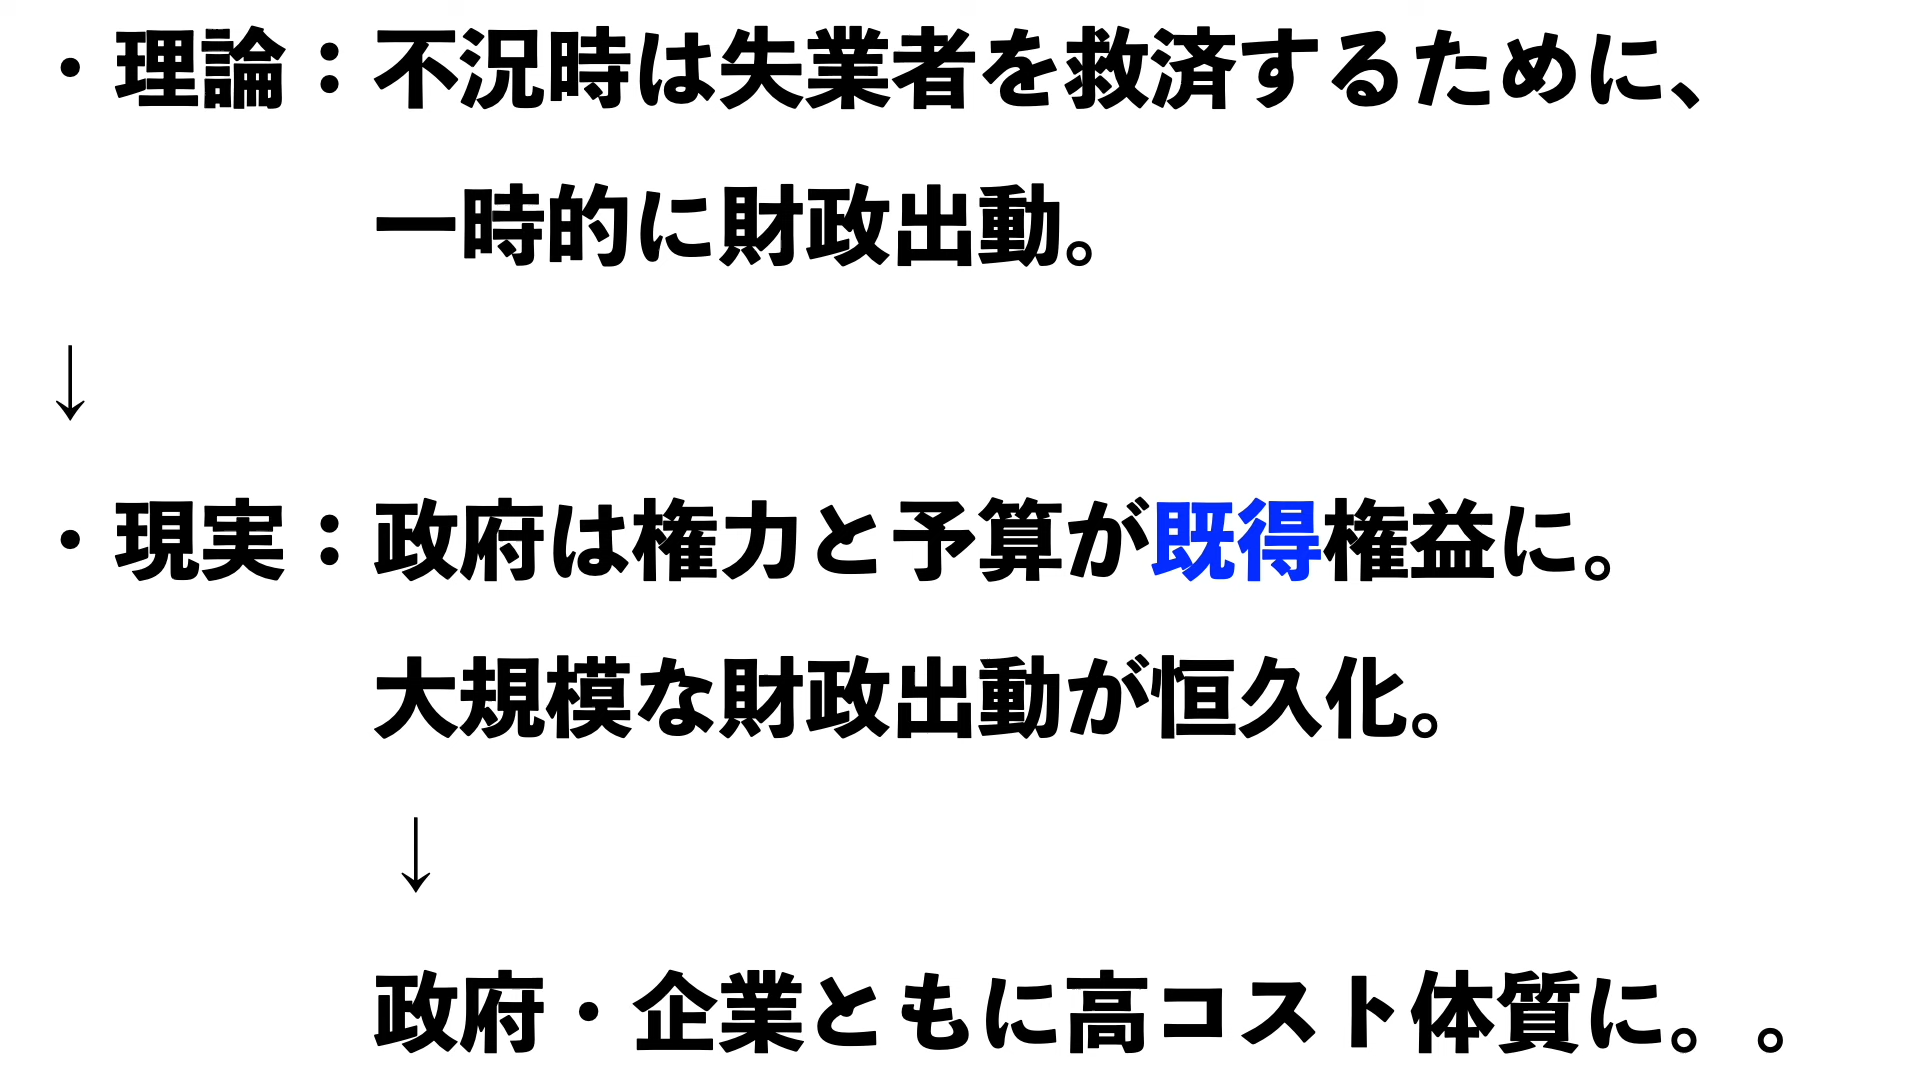 ・理論：不況時は失業者を救済するために、
一時的に財政出動。
↓
・現実：政府は権力と予算が既得権益に。
大規模な財政出動が恒久化。
↓
政府・企業ともに高コスト体質に。。